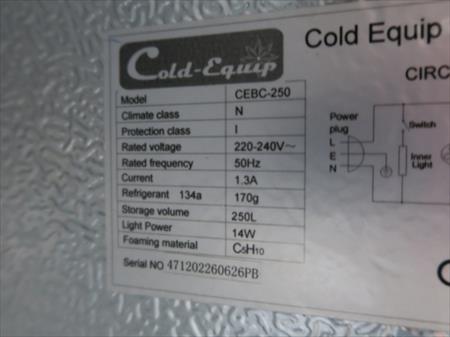 Cold-Equip
Cold Equip
CIRC
Model CEBC-250
Climate class N
Protection class I
Rated voltage 220-240V~
Rated frequency 50Hz
Current 1.3A
Refrigerant 134a 170g
Storage volume 250L
Light Power 14W
Foaming material C5H10
Serial NO 471202260626PB
Power
plug
L
E
N
Switch
Inner
Light